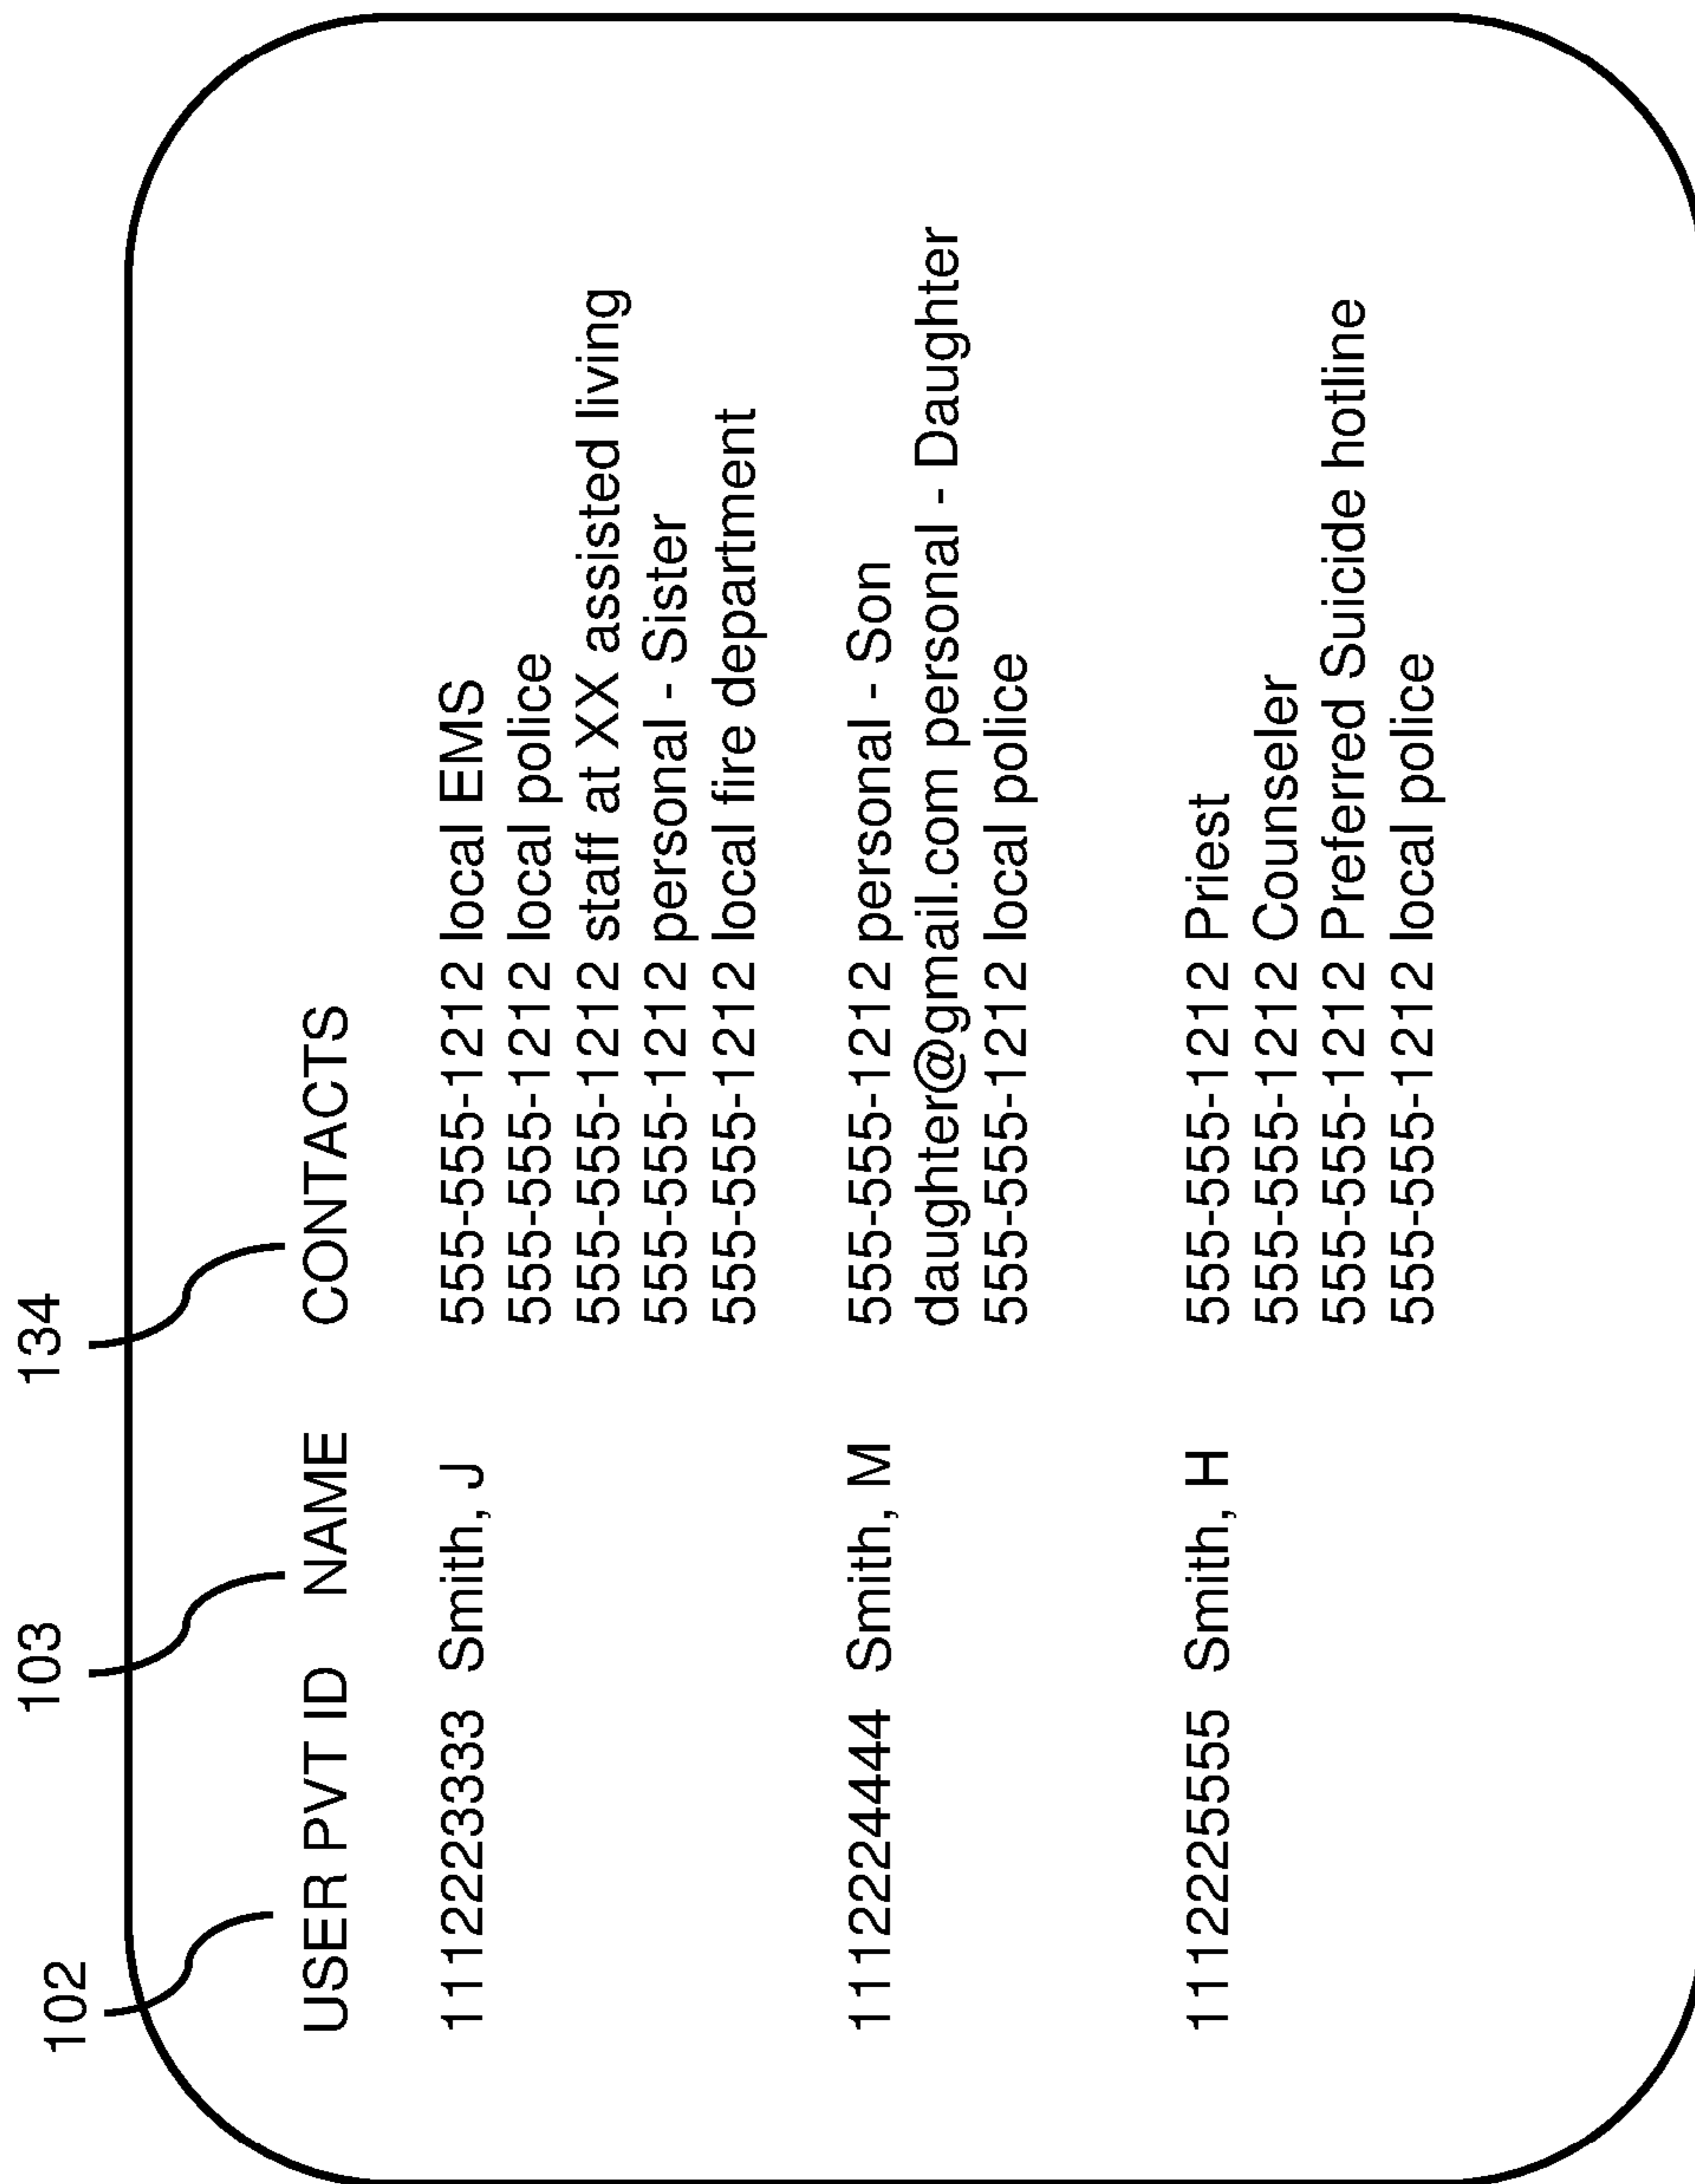 102 103 134
USER PVT ID NAME CONTACTS
1112223333 Smith, J 555-555-1212 local EMS
555-555-1212 local police
555-555-1212 staff at XX assisted living
555-555-1212 personal - Sister
555-555-1212 local fire department
1112224444 Smith, M 555-555-1212 personal - Son
daughter@gmail.com personal - Daughter
555-555-1212 local police
1112225555 Smith, H 555-555-1212 Priest
555-555-1212 Counseler
555-555-1212 Preferred Suicide hotline
555-555-1212 local police